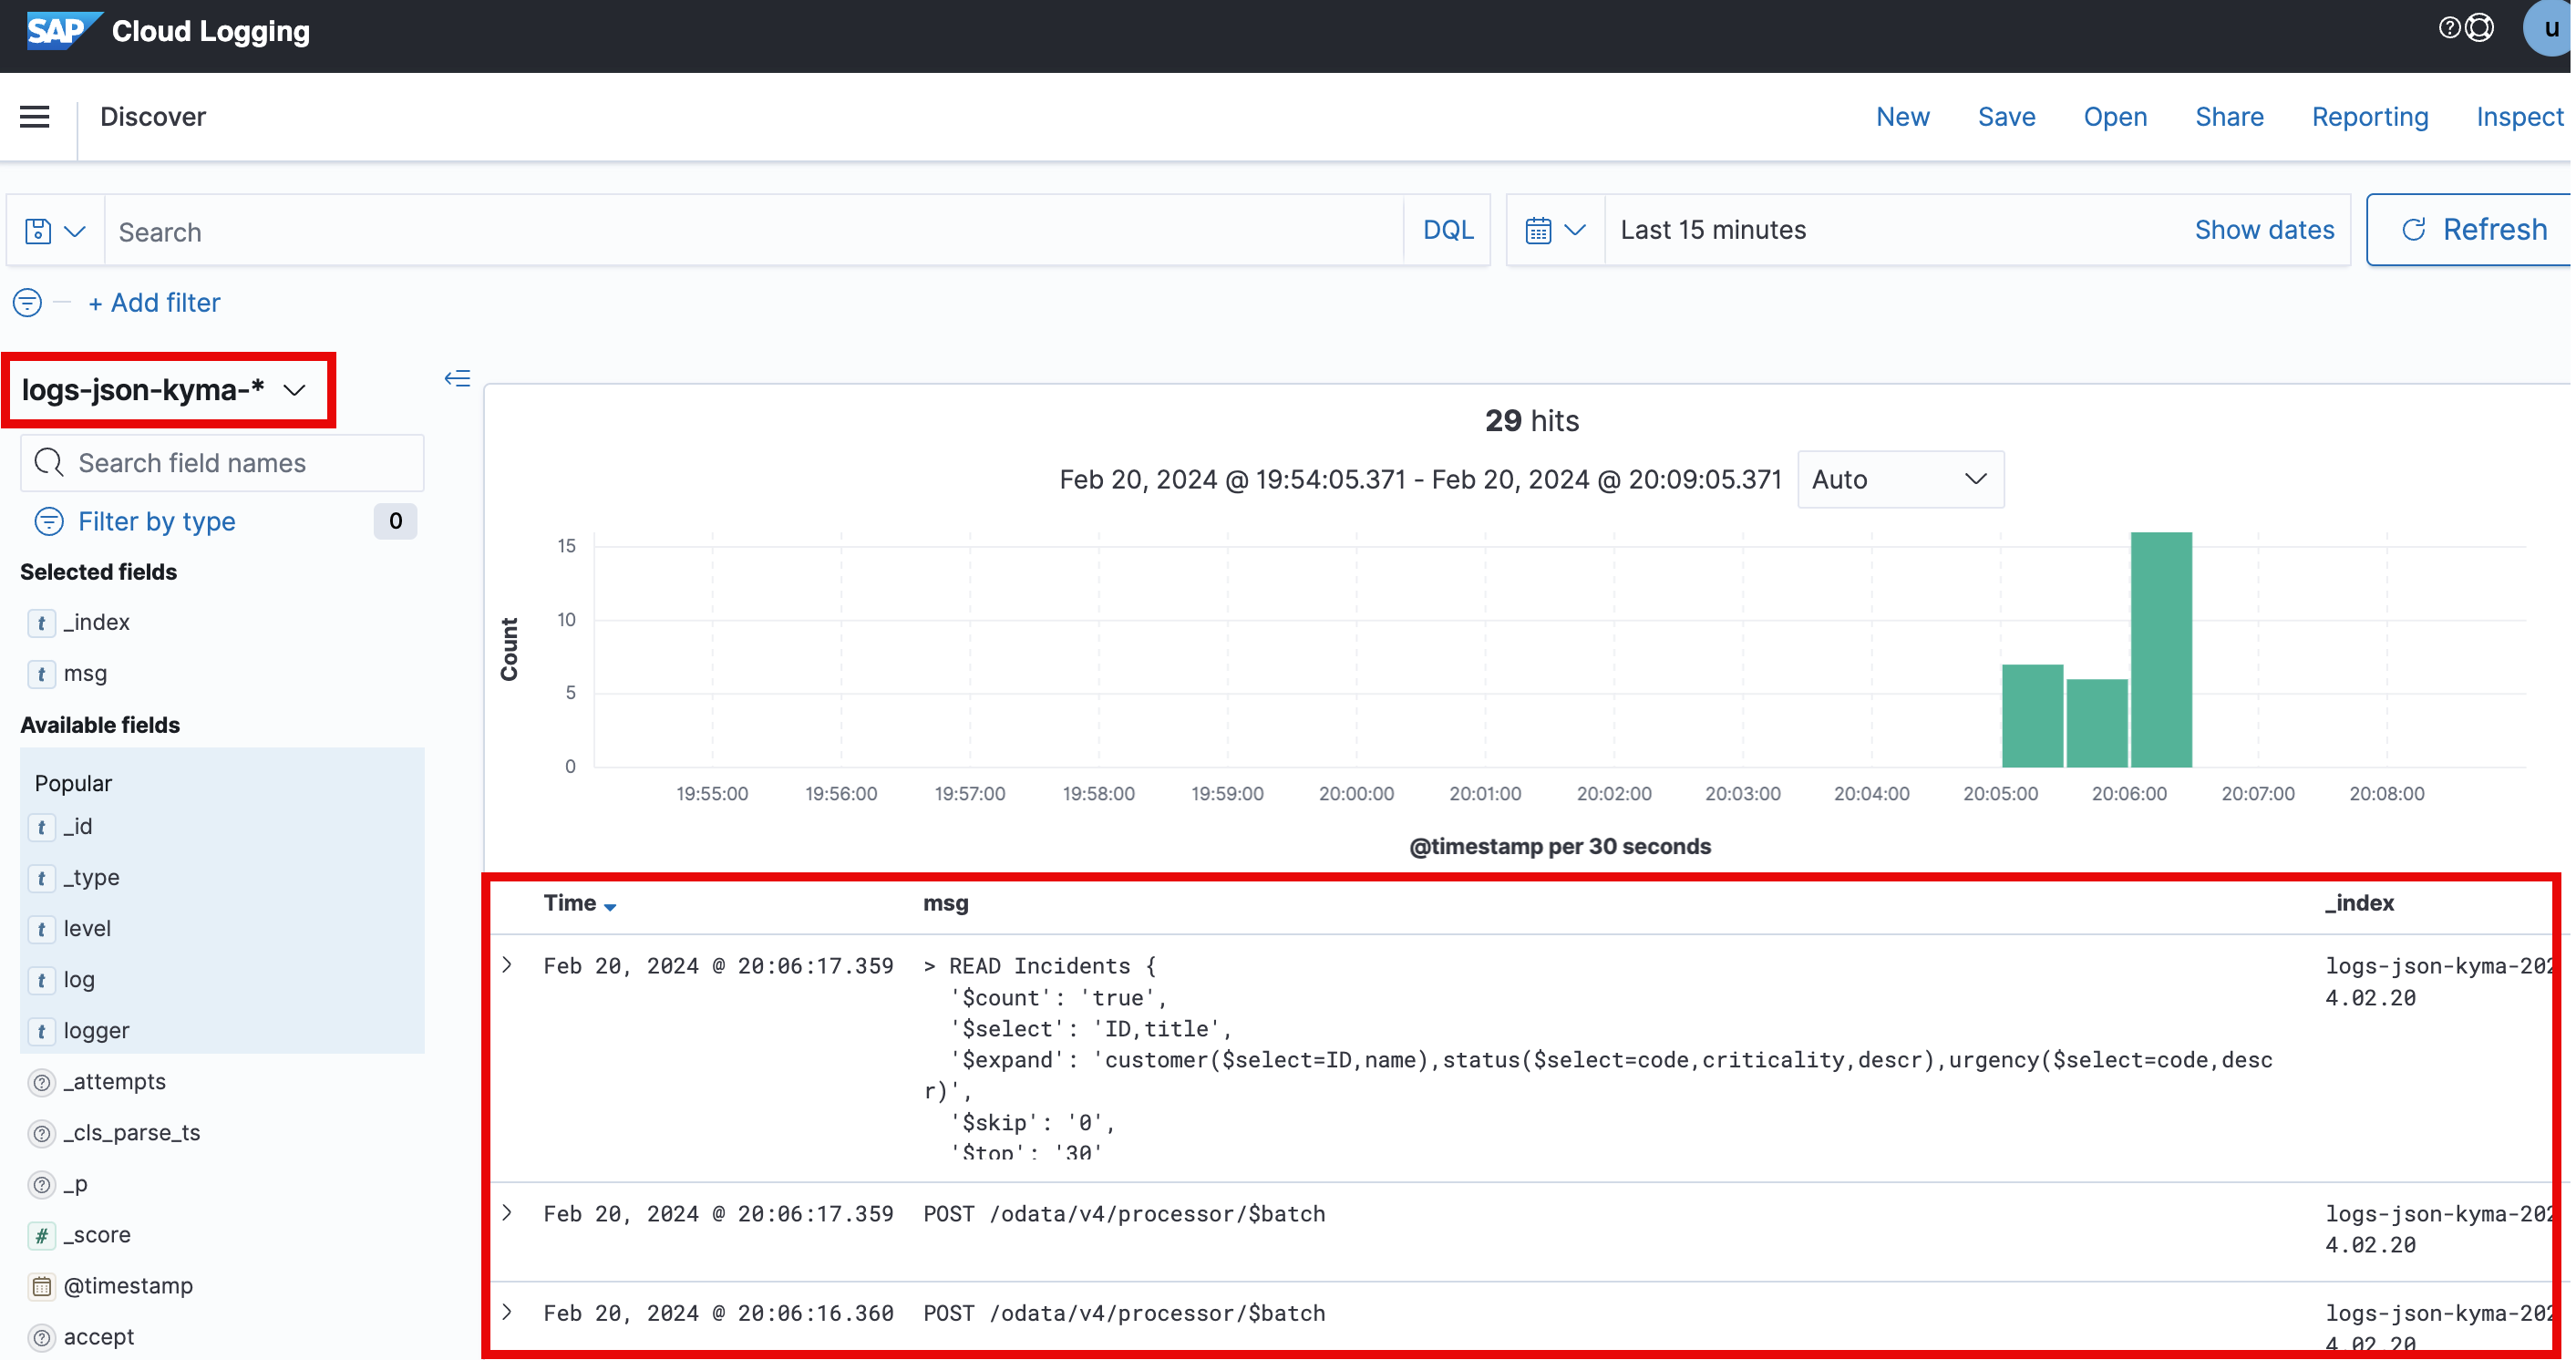 SAP Cloud Logging
u
Discover
New Save Open Share Reporting Inspect
Search
DQL
Last 15 minutes
Show dates
Refresh
+ Add filter
logs-json-kyma-*
Search field names
Filter by type 0
Selected fields
t _index
t msg
Available fields
Popular
t _id
t _type
t level
t log
t logger
? _attempts
? _cls_parse_ts
? _p
# _score
@timestamp
? accept
29 hits
Feb 20, 2024 @ 19:54:05.371 - Feb 20, 2024 @ 20:09:05.371 Auto
15
10
5
0
Count
19:55:00 19:56:00 19:57:00 19:58:00 19:59:00 20:00:00 20:01:00 20:02:00 20:03:00 20:04:00 20:05:00 20:06:00 20:07:00 20:08:00
@timestamp per 30 seconds
Time msg _index
Feb 20, 2024 @ 20:06:17.359 > READ Incidents { logs-json-kyma-202
'$count': 'true', 4.02.20
'$select': 'ID,title',
'$expand': 'customer($select=ID,name),status($select=code,criticality,descr),urgency($select=code,desc
r)',
'$skip': '0',
'$top': '30'
Feb 20, 2024 @ 20:06:17.359 POST /odata/v4/processor/$batch logs-json-kyma-202
4.02.20
Feb 20, 2024 @ 20:06:16.360 POST /odata/v4/processor/$batch logs-json-kyma-202
4.02.20